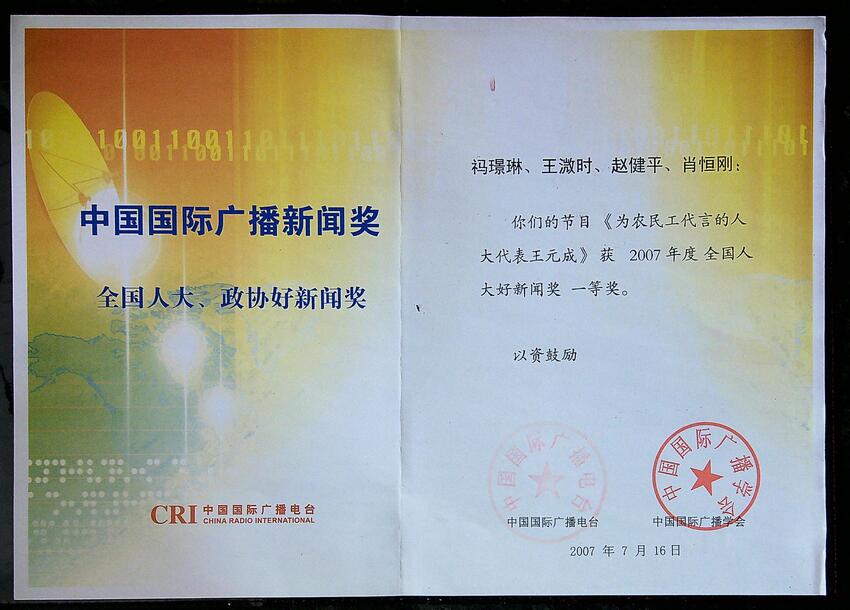 中国国际广播新闻奖
全国人大、政协好新闻奖
CRI 中国国际广播电台
CHINA RADIO INTERNATIONAL
冯璟琳、王溦时、赵健平、肖恒刚：
你们的节目《为农民工代言的人
大代表王元成》获 2007 年度 全国人
大好新闻奖 一等奖。
以资鼓励
中国国际广播电台
中国国际广播学会
中国国际广播电台
中国国际广播学会
2007 年 7 月 16 日